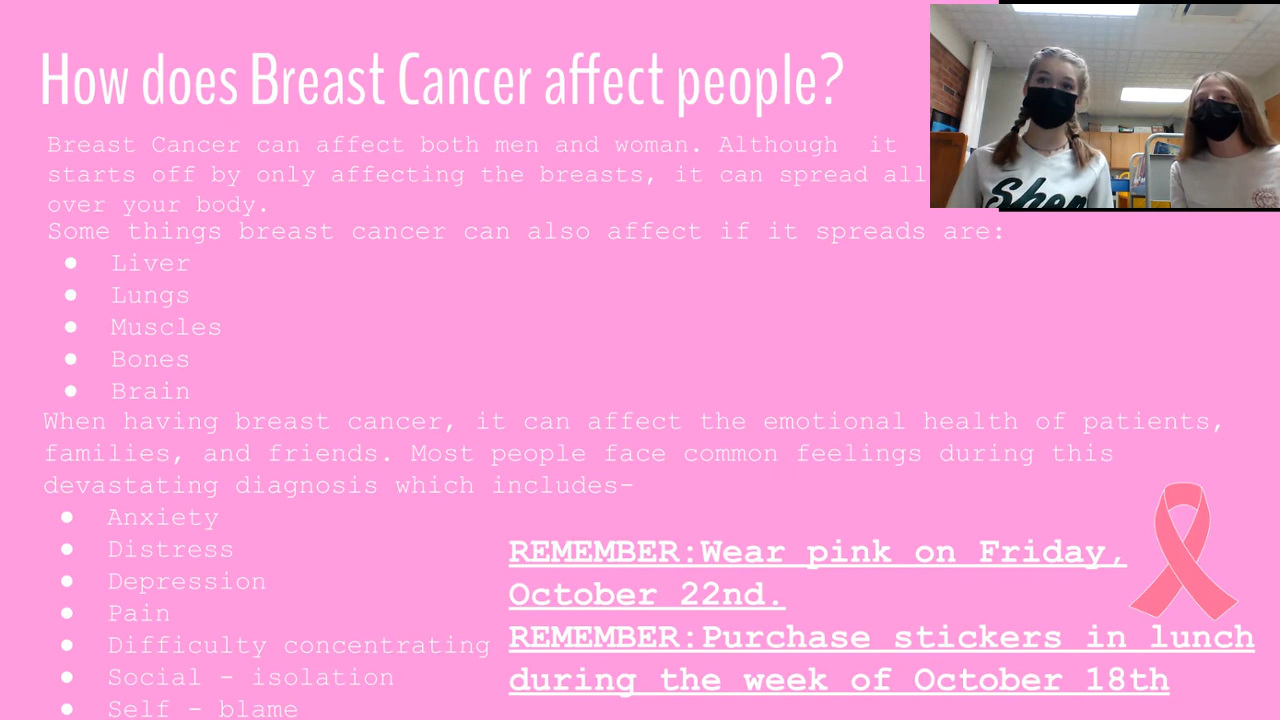 How does Breast Cancer affect people?
Breast Cancer can affect both men and woman. Although it
starts off by only affecting the breasts, it can spread all
over your body.
Some things breast cancer can also affect if it spreads are:
● Liver
● Lungs
● Muscles
● Bones
● Brain
When having breast cancer, it can affect the emotional health of patients,
families, and friends. Most people face common feelings during this
devastating diagnosis which includes-
● Anxiety
● Distress
● Depression
● Pain
● Difficulty concentrating
● Social - isolation
● Self - blame
REMEMBER:Wear pink on Friday,
October 22nd.
REMEMBER:Purchase stickers in lunch
during the week of October 18th